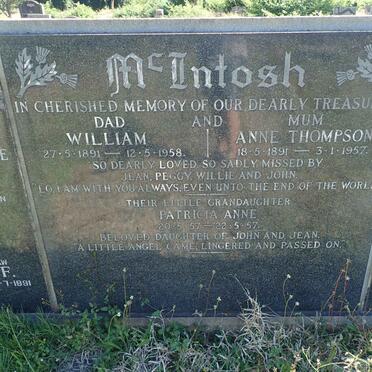 McIntosh
IN CHERISHED MEMORY OF OUR DEARLY TREASU
DAD AND MUM
WILLIAM ANNE THOMPSON
27-5-1891 – 12-5-1958. 18-5-1891 – 3-1-1957.
SO DEARLY LOVED, SO SADLY MISSED BY
JEAN, PEGGY, WILLIE AND JOHN.
"LO, I AM WITH YOU ALWAYS, EVEN UNTO THE END OF THE WORLD
THEIR LITTLE GRANDAUGHTER
PATRICIA ANNE
BELOVED DAUGHTER OF JOHN AND JEAN.
"A LITTLE ANGEL CAME, LINGERED AND PASSED ON."